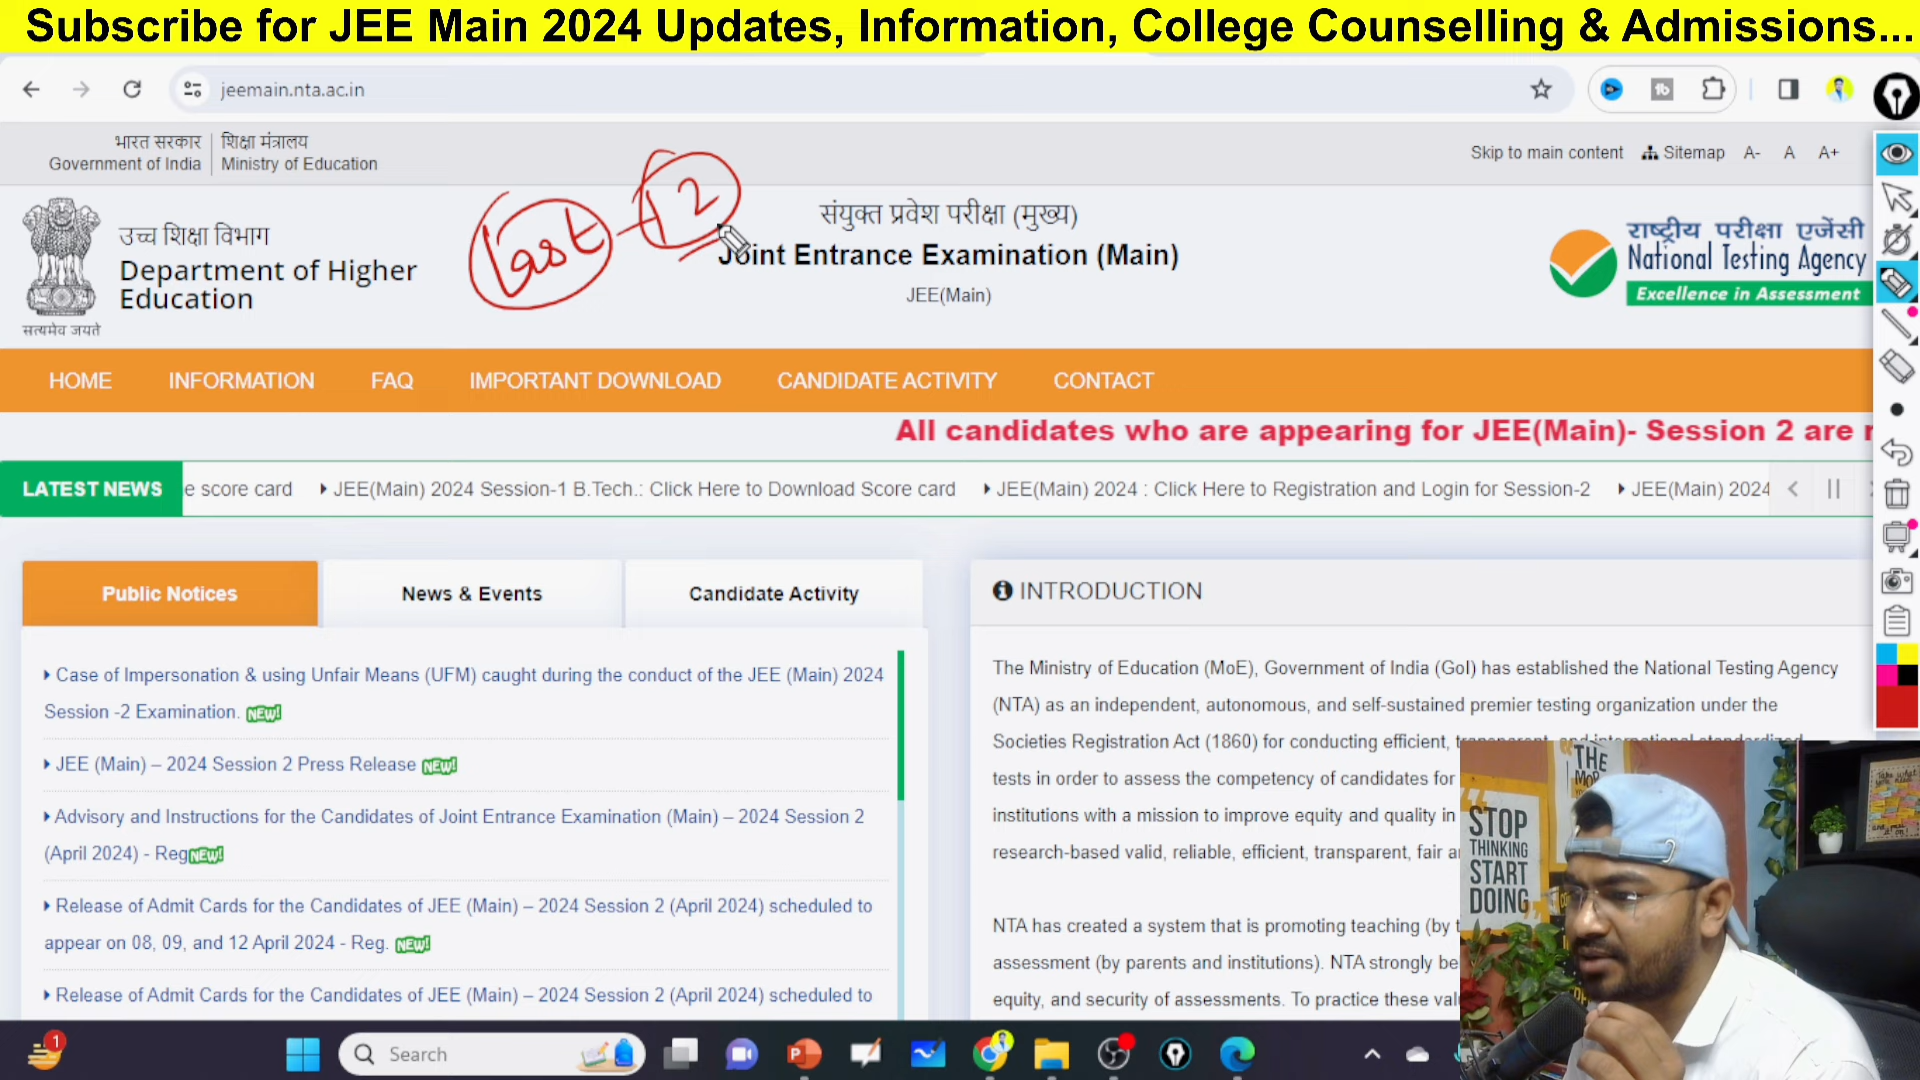 Subscribe for JEE Main 2024 Updates, Information, College Counselling & Admissions...
jeemain.nta.ac.in
भारत सरकार
Government of India
शिक्षा मंत्रालय
Ministry of Education
Skip to main content
Sitemap
A- A A+
उच्च शिक्षा विभाग
Department of Higher
Education
सत्यमेव जयते
last - 12
संयुक्त प्रवेश परीक्षा (मुख्य)
Joint Entrance Examination (Main)
JEE(Main)
राष्ट्रीय परीक्षा एजेंसी
National Testing Agency
Excellence in Assessment
HOME INFORMATION FAQ IMPORTANT DOWNLOAD CANDIDATE ACTIVITY CONTACT
All candidates who are appearing for JEE(Main)- Session 2 are
LATEST NEWS
e score card JEE(Main) 2024 Session-1 B.Tech.: Click Here to Download Score card JEE(Main) 2024 : Click Here to Registration and Login for Session-2 JEE(Main) 2024
Public Notices News & Events Candidate Activity
Case of Impersonation & using Unfair Means (UFM) caught during the conduct of the JEE (Main) 2024
Session -2 Examination. NEW!
JEE (Main) – 2024 Session 2 Press Release NEW!
Advisory and Instructions for the Candidates of Joint Entrance Examination (Main) – 2024 Session 2
(April 2024) - Reg NEW!
Release of Admit Cards for the Candidates of JEE (Main) – 2024 Session 2 (April 2024) scheduled to
appear on 08, 09, and 12 April 2024 - Reg. NEW!
Release of Admit Cards for the Candidates of JEE (Main) – 2024 Session 2 (April 2024) scheduled to
INTRODUCTION
The Ministry of Education (MoE), Government of India (GoI) has established the National Testing Agency
(NTA) as an independent, autonomous, and self-sustained premier testing organization under the
Societies Registration Act (1860) for conducting efficient, transparent, and international standardized
tests in order to assess the competency of candidates for
institutions with a mission to improve equity and quality in
research-based valid, reliable, efficient, transparent, fair
NTA has created a system that is promoting teaching (by
assessment (by parents and institutions). NTA strongly
equity, and security of assessments. To practice these
THE
STOP
THINKING
START
DOING
1
Search